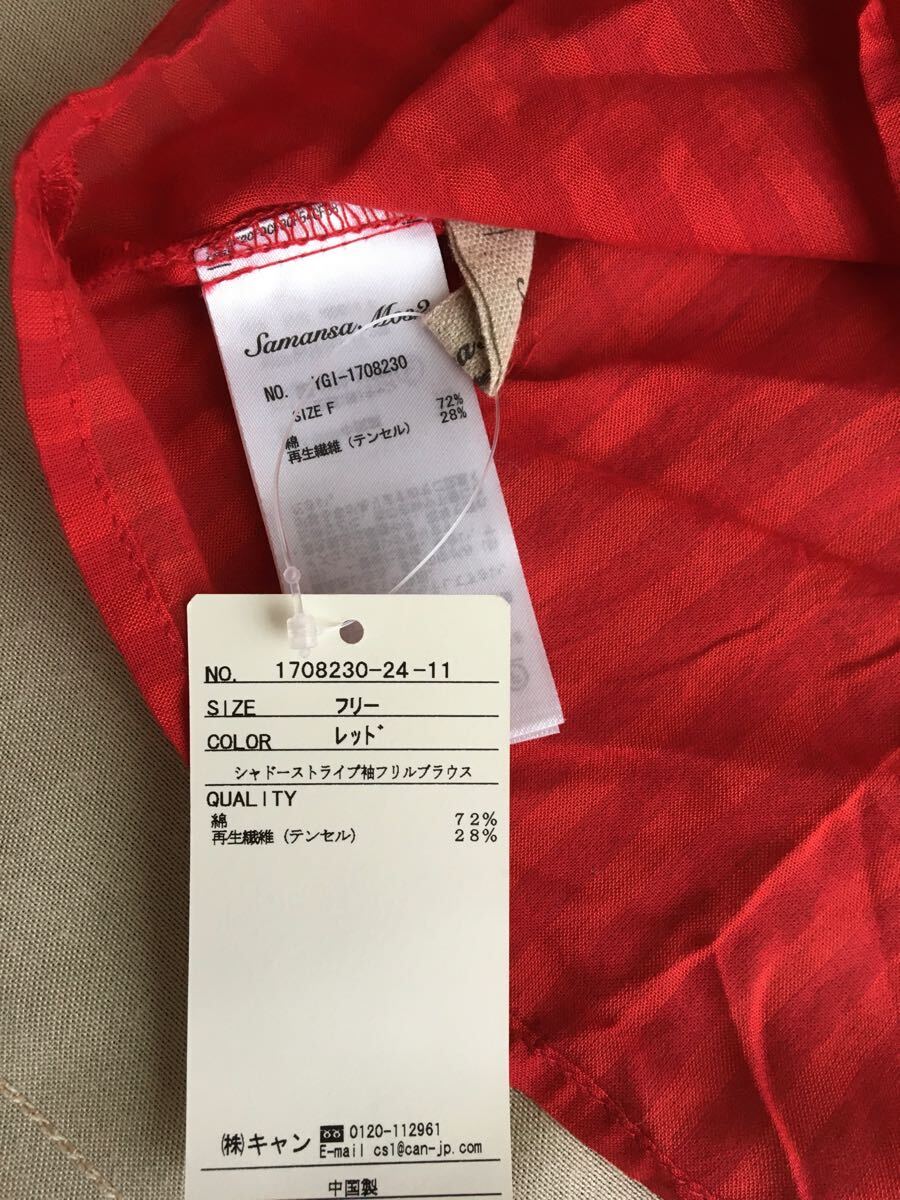 Samansa Mos2
NO. YGI-1708230
SIZE F
綿 72%
再生繊維(テンセル) 28%
NO. 1708230-24-11
SIZE フリー
COLOR レッド
シャドーストライプ袖フリルブラウス
QUALITY
綿 72%
再生繊維(テンセル) 28%
㈱キャン 0120-112961
E-mail cs1@can-jp.com
中国製